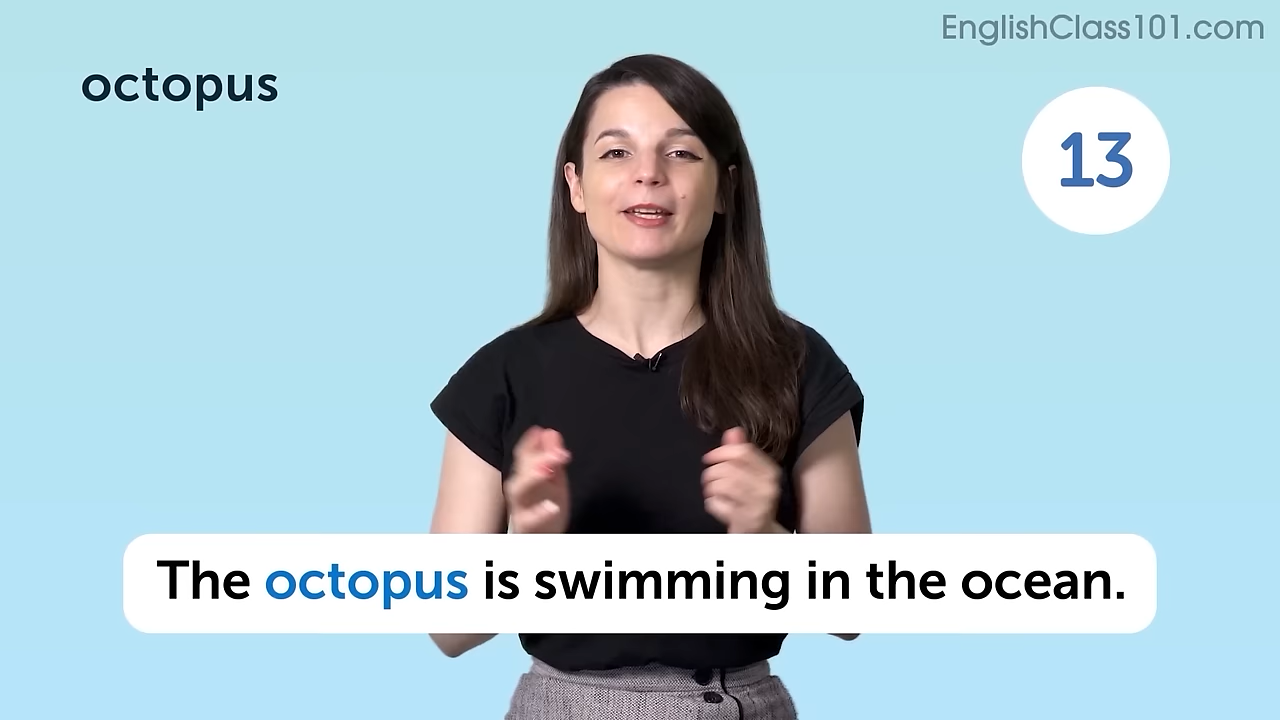 EnglishClass101.com
octopus
13
The octopus is swimming in the ocean.